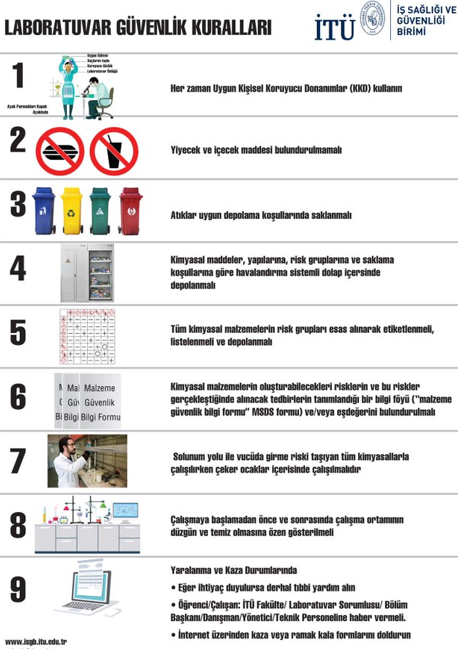 LABORATUVAR GÜVENLİK KURALLARI
İTÜ
İŞ SAĞLIĞI VE
GÜVENLİĞİ
BİRİMİ
1
Uygun Eldiven
Koruyucu Gözlük
Laboratuvar Önlüğü
Ayak Parmakları Kapalı
Ayakkabı
Her zaman Uygun Kişisel Koruyucu Donanımlar (KKD) kullanın
2
Yiyecek ve içecek maddesi bulundurulmamalı
3
Atıklar uygun depolama koşullarında saklanmalı
4
Kimyasal maddeler, yapılarına, risk gruplarına ve saklama
koşullarına göre havalandırma sistemli dolap içersinde
depolanmalı
5
Tüm kimyasal malzemelerin risk grupları esas alınarak etiketlenmeli,
listelenmeli ve depolanmalı
6
Malzeme
Güvenlik
Bilgi Formu
Kimyasal malzemelerin oluşturabilecekleri risklerin ve bu riskler
gerçekleştiğinde alınacak tedbirlerin tanımlandığı bir bilgi föyü ("malzeme
güvenlik bilgi formu" MSDS formu) ve/veya eşdeğerini bulundurulmalı
7
Solunum yolu ile vucüda girme riski taşıyan tüm kimyasallarla
çalışılırken çeker ocaklar içerisinde çalışılmalıdır
8
Çalışmaya başlamadan önce ve sonrasında çalışma ortamının
düzgün ve temiz olmasına özen gösterilmeli
9
Yaralanma ve Kaza Durumlarında
• Eğer ihtiyaç duyulursa derhal tıbbi yardım alın
• Öğrenci/Çalışan: İTÜ Fakülte/ Laboratuvar Sorumlusu/ Bölüm
Başkanı/Danışman/Yönetici/Teknik Personeline haber vermeli.
• İnternet üzerinden kaza veya ramak kala formlarını doldurun
www.isgb.itu.edu.tr